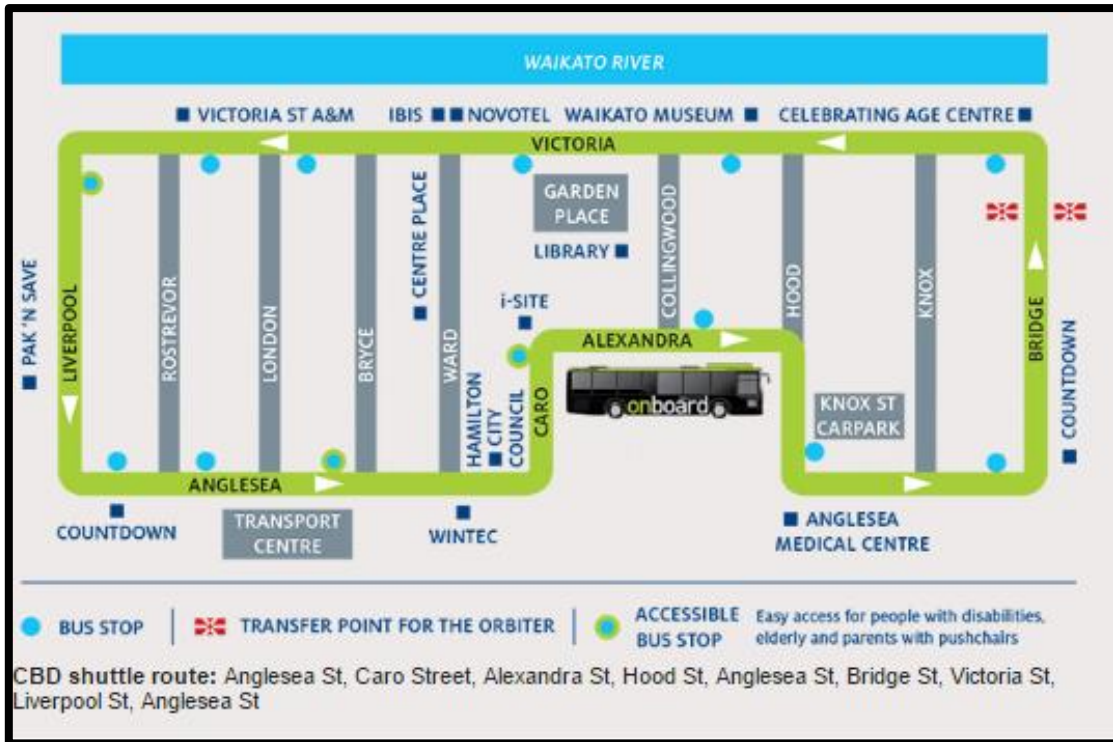 WAIKATO RIVER
VICTORIA ST A&M
IBIS
NOVOTEL
WAIKATO MUSEUM
CELEBRATING AGE CENTRE
VICTORIA
GARDEN
PLACE
LIBRARY
CENTRE PLACE
COLLINGWOOD
PAK 'N SAVE
LIVERPOOL
ROSTREVOR
LONDON
BRYCE
WARD
i-SITE
HOOD
KNOX
BRIDGE
COUNTDOWN
ALEXANDRA
onboard
HAMILTON
CITY
COUNCIL
CARO
KNOX ST
CARPARK
ANGLESEA
COUNTDOWN
TRANSPORT
CENTRE
WINTEC
ANGLESEA
MEDICAL CENTRE
BUS STOP
TRANSFER POINT FOR THE ORBITER
ACCESSIBLE
BUS STOP
Easy access for people with disabilities,
elderly and parents with pushchairs
CBD shuttle route: Anglesea St, Caro Street, Alexandra St, Hood St, Anglesea St, Bridge St, Victoria St,
Liverpool St, Anglesea St